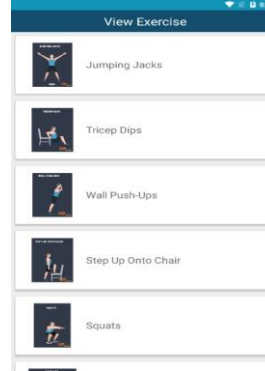 View Exercise
Jumping Jacks
Tricep Dips
Wall Push-Ups
Step Up Onto Chair
Squats